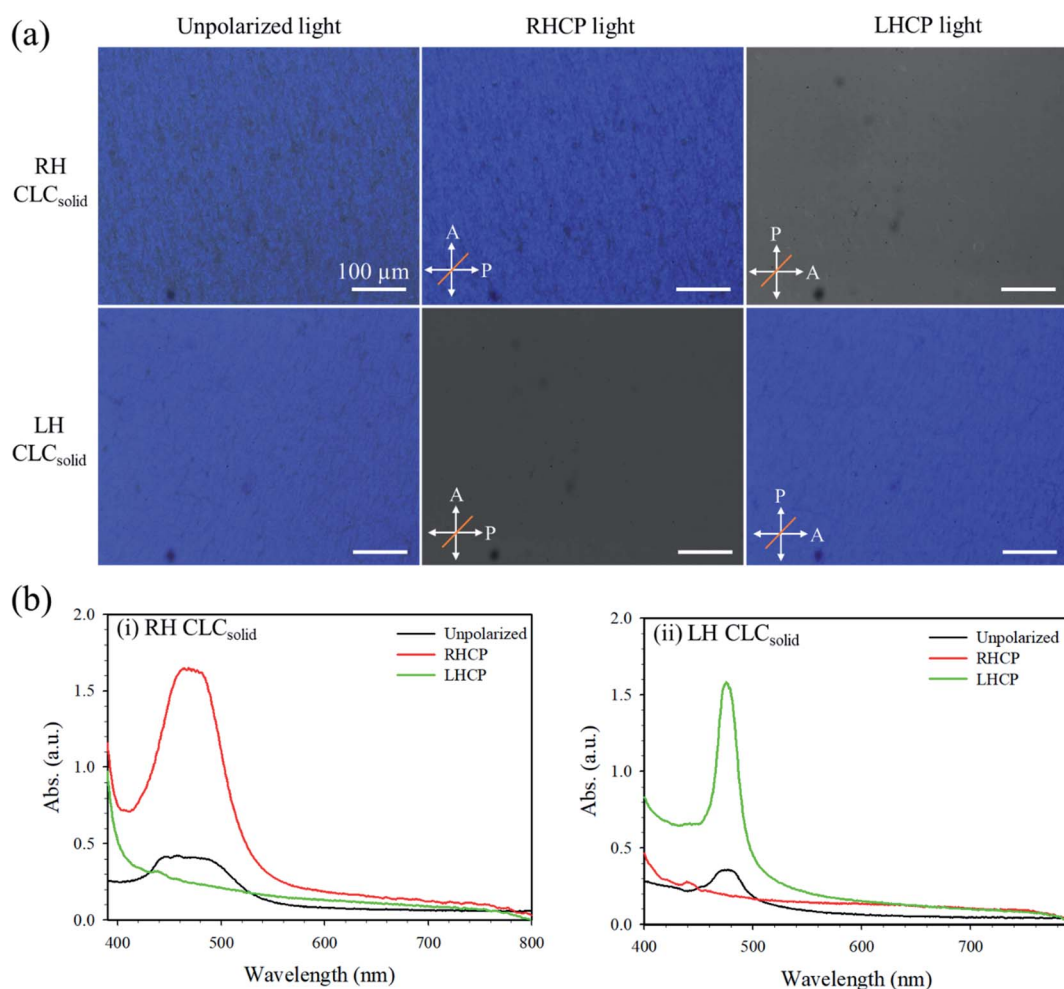 (a)
Unpolarized light
RHCP light
LHCP light
RH
CLCsolid
100 µm
A
P
P
A
LH
CLCsolid
A
P
P
A
(b)
2.0
1.5
1.0
0.5
0.0
Abs. (a.u.)
(i) RH CLCsolid
Unpolarized
RHCP
LHCP
400
500
600
700
800
Wavelength (nm)
2.0
1.5
1.0
0.5
0.0
Abs. (a.u.)
(ii) LH CLCsolid
Unpolarized
RHCP
LHCP
400
500
600
700
Wavelength (nm)